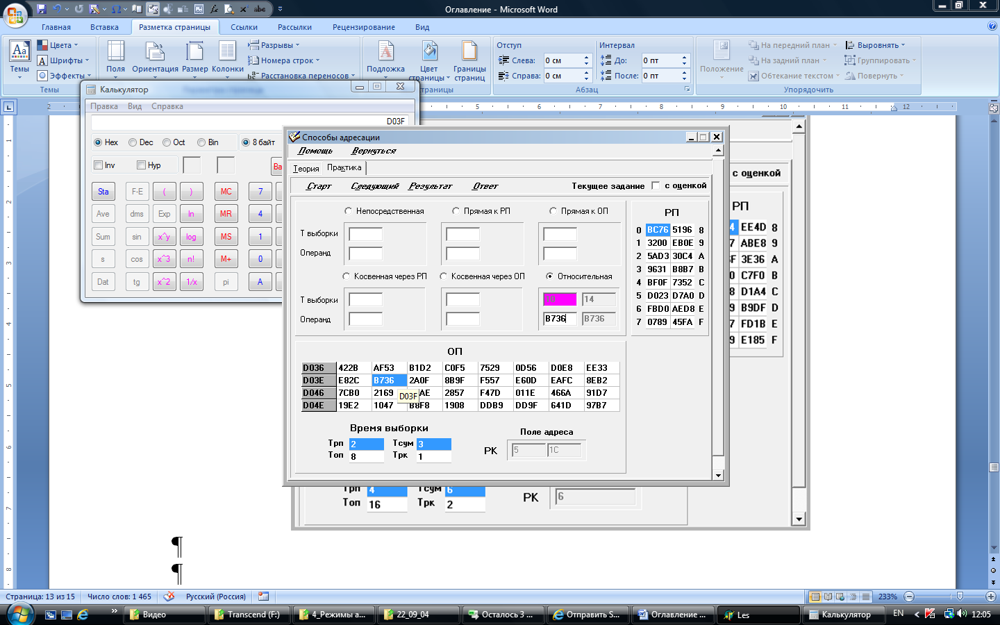 Оглавление - Microsoft Word
Главная Вставка Разметка страницы Ссылки Рассылки Рецензирование Вид
Темы
Цвета
Шрифты
Эффекты
Темы
Поля Ориентация Размер Колонки
Разрывы
Номера строк
Расстановка переносов
Подложка Цвет страницы Границы страниц
Отступ Интервал
Слева: 0 см До: 0 пт
Справа: 0 см После: 0 пт
Абзац
Положение
На передний план
На задний план
Обтекание текстом
Выровнять
Группировать
Повернуть
Упорядочить
Калькулятор
Правка Вид Справка
D03F
Hex Dec Oct Bin 8 байт
Inv Hyp Ba
Sta F-E ( ) MC 7
Ave dms Exp ln MR 4
Sum sin x^y log MS 1
s cos x^3 n! M+ 0
Dat tg x^2 1/x pi A
Способы адресации
Помощь Вернуться
Теория Практика
Старт Следующий Результат Ответ Текущее задание с оценкой
Непосредственная Прямая к РП Прямая к ОП
Т выборки
Операнд
Косвенная через РП Косвенная через ОП Относительная
Т выборки 10 14
Операнд B736 B736
РП
0 BC76 5196 8
1 3200 EB0E 9
2 5AD3 30C4 A
3 9631 B8B7 B
4 BF0F 7352 C
5 D023 D7A0 D
6 FBD0 AED8 E
7 0789 45FA F
ОП
D036 422B AF53 B1D2 C0F5 7529 0D56 D0E8 EE33
D03E E82C B736 2A0F 8B9F F557 E60D EAFC 8EB2
D046 7CB0 2169 AE 2857 F47D 011E 466A 91D7
D03F
D04E 19E2 1047 B8F8 1908 DDB9 DD9F 641D 97B7
Время выборки
Трп 2 Тсум 3
Топ 8 Трк 1
Поле адреса
РК 5 1C
с оценкой
РП
4 EE4D 8
7 ABE8 9
F 3E36 A
0 C7F0 B
8 D1A4 C
9 B9DF D
7 FD1B E
9 E185 F
Трп 4 Тсум 6
Топ 16 Трк 2
РК 6
¶
¶
Страница: 13 из 15 Число слов: 1 465 Русский (Россия) 233%
Видео Transcend (F:) 4_Режимы а... 22_09_04 Осталось 3 ... Отправить S... Оглавление ... Les Калькулятор EN 12:05